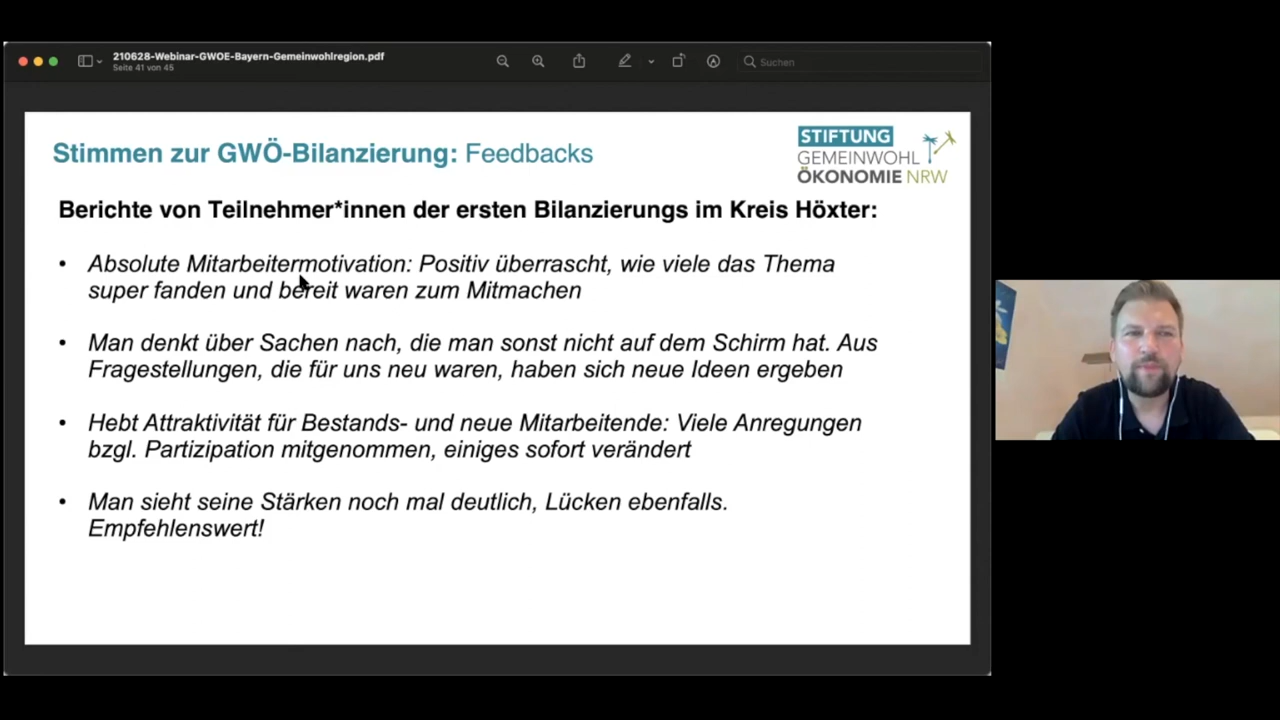 210628-Webinar-GWOE-Bayern-Gemeinwohlregion.pdf
Seite 41 von 45
Suchen
Stimmen zur GWÖ-Bilanzierung: Feedbacks
STIFTUNG
GEMEINWOHL
ÖKONOMIE NRW
Berichte von Teilnehmer*innen der ersten Bilanzierungs im Kreis Höxter:
• Absolute Mitarbeitermotivation: Positiv überrascht, wie viele das Thema
super fanden und bereit waren zum Mitmachen
• Man denkt über Sachen nach, die man sonst nicht auf dem Schirm hat. Aus
Fragestellungen, die für uns neu waren, haben sich neue Ideen ergeben
• Hebt Attraktivität für Bestands- und neue Mitarbeitende: Viele Anregungen
bzgl. Partizipation mitgenommen, einiges sofort verändert
• Man sieht seine Stärken noch mal deutlich, Lücken ebenfalls.
Empfehlenswert!